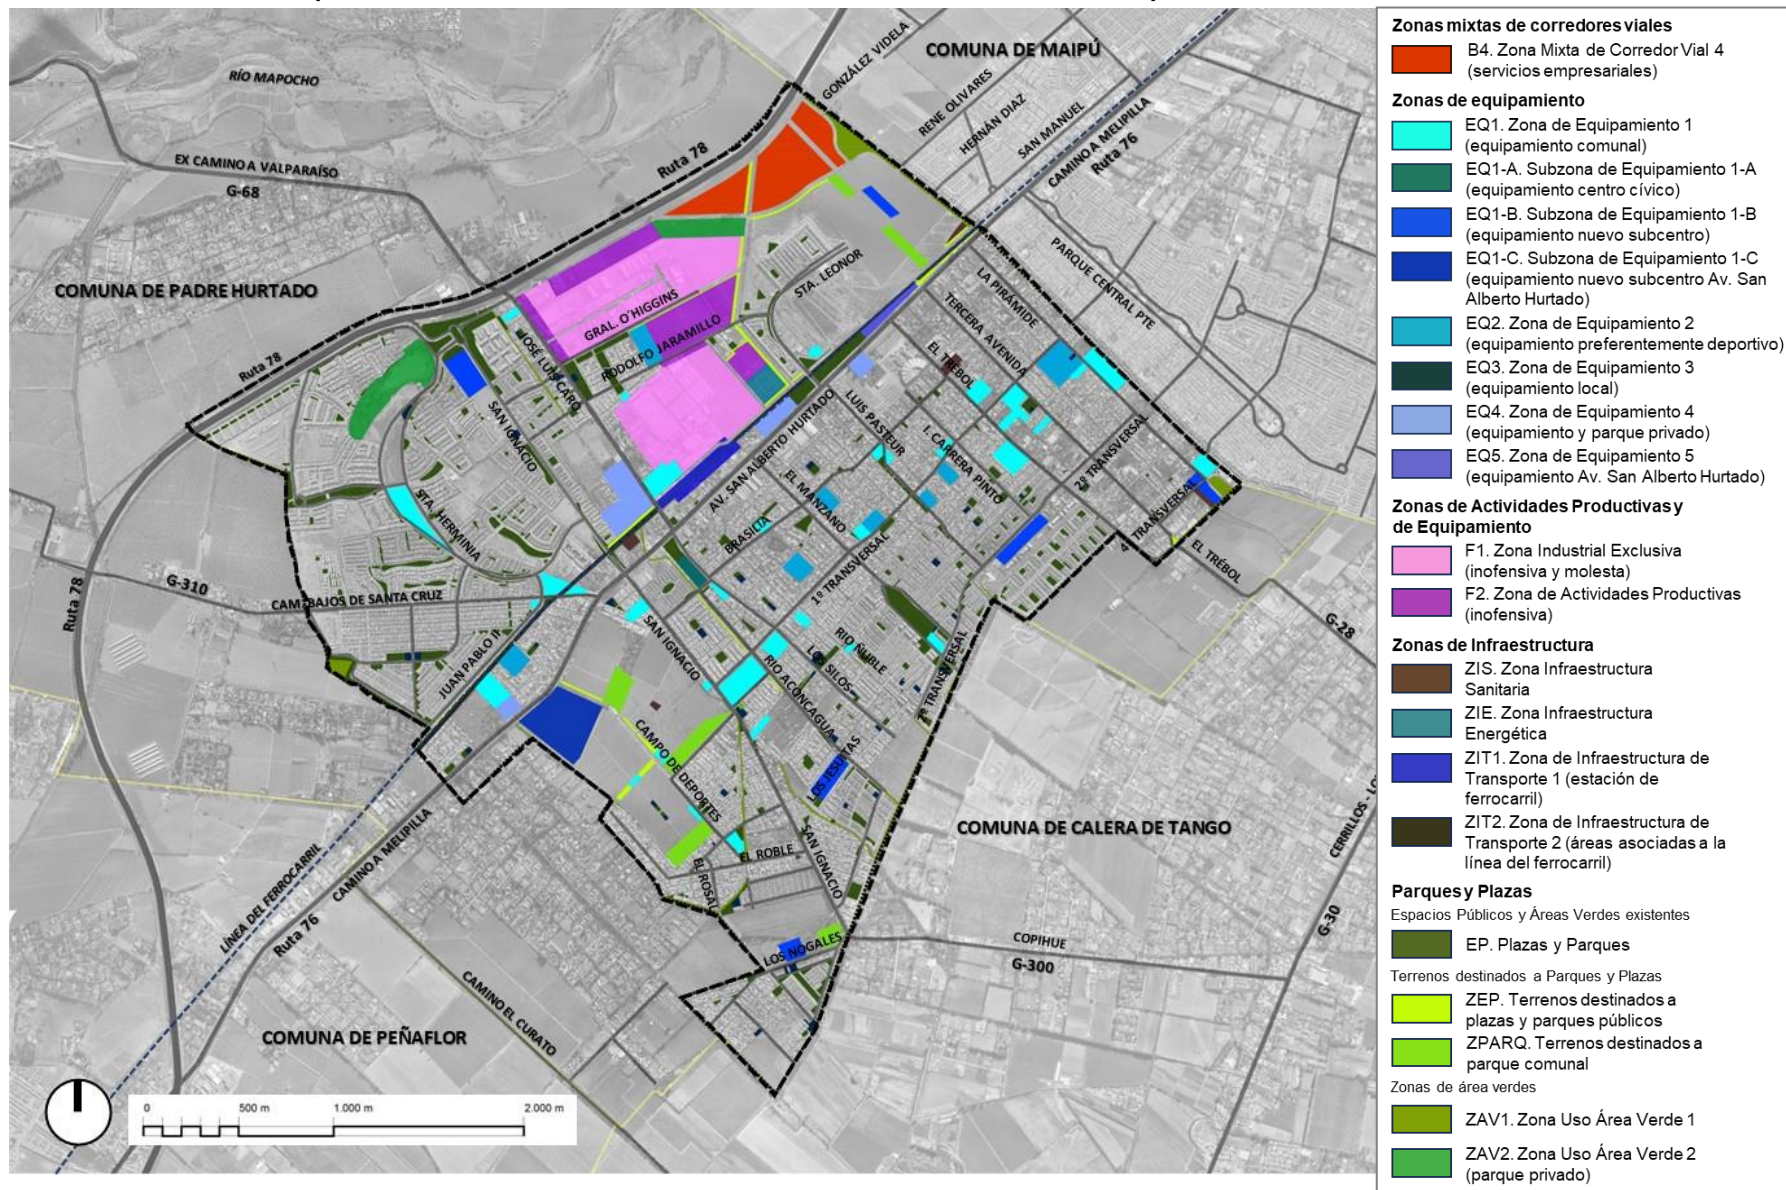 COMUNA DE MAIPÚ
GONZÁLEZ VIDELA
RÍO MAPOCHO
RENE OLIVARES
HERNÁN DIAZ
SAN MANUEL
CAMINO A MELIPILLA
Ruta 76
EX CAMINO A VALPARAÍSO
G-68
Ruta 78
PARQUE CENTRAL PTE
LA PIRÁMIDE
STA. LEONOR
TERCERA AVENIDA
COMUNA DE PADRE HURTADO
GRAL. O'HIGGINS
RODOLFO JARAMILLO
JOSÉ LUIS CARO
EL TRÉBOL
Ruta 78
LUIS PASTEUR
SAN IGNACIO
AV. SAN ALBERTO HURTADO
I. CARRERA PINTO
2º TRANSVERSAL
EL MANZANO
STA. HERMINIA
BRASILIA
4º TRANSVERSAL
EL TRÉBOL
1º TRANSVERSAL
G-310
CAM. BAJOS DE SANTA CRUZ
Ruta 78
G-28
SAN IGNACIO
RIO ÑUBLE
LOS SILOS
JUAN PABLO II
RIO ACONCAGUA
7º TRANSVERSAL
CAMPO DE DEPORTES
LOS JESUITAS
COMUNA DE CALERA DE TANGO
CERRILLOS - LO
EL ROBLE
SAN IGNACIO
EL ROSAL
LÍNEA DEL FERROCARRIL
CAMINO A MELIPILLA
Ruta 76
G-30
COPIHUE
G-300
LOS NOGALES
CAMINO EL CURATO
COMUNA DE PEÑAFLOR
0 500 m 1.000 m 2.000 m
Zonas mixtas de corredores viales
B4. Zona Mixta de Corredor Vial 4
(servicios empresariales)
Zonas de equipamiento
EQ1. Zona de Equipamiento 1
(equipamiento comunal)
EQ1-A. Subzona de Equipamiento 1-A
(equipamiento centro cívico)
EQ1-B. Subzona de Equipamiento 1-B
(equipamiento nuevo subcentro)
EQ1-C. Subzona de Equipamiento 1-C
(equipamiento nuevo subcentro Av. San
Alberto Hurtado)
EQ2. Zona de Equipamiento 2
(equipamiento preferentemente deportivo)
EQ3. Zona de Equipamiento 3
(equipamiento local)
EQ4. Zona de Equipamiento 4
(equipamiento y parque privado)
EQ5. Zona de Equipamiento 5
(equipamiento Av. San Alberto Hurtado)
Zonas de Actividades Productivas y
de Equipamiento
F1. Zona Industrial Exclusiva
(inofensiva y molesta)
F2. Zona de Actividades Productivas
(inofensiva)
Zonas de Infraestructura
ZIS. Zona Infraestructura
Sanitaria
ZIE. Zona Infraestructura
Energética
ZIT1. Zona de Infraestructura de
Transporte 1 (estación de
ferrocarril)
ZIT2. Zona de Infraestructura de
Transporte 2 (áreas asociadas a la
línea del ferrocarril)
Parques y Plazas
Espacios Públicos y Áreas Verdes existentes
EP. Plazas y Parques
Terrenos destinados a Parques y Plazas
ZEP. Terrenos destinados a
plazas y parques públicos
ZPARQ. Terrenos destinados a
parque comunal
Zonas de área verdes
ZAV1. Zona Uso Área Verde 1
ZAV2. Zona Uso Área Verde 2
(parque privado)